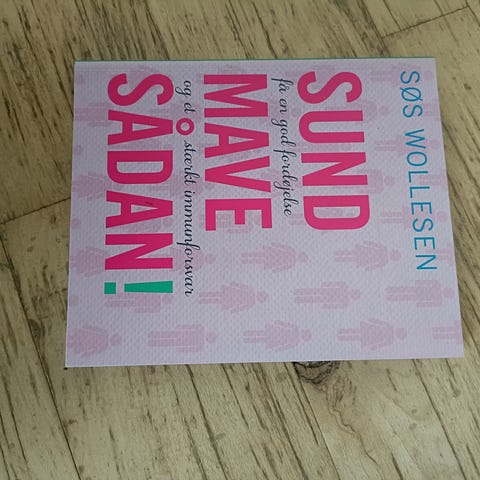 SØS WOLLESEN
SUND
få en god fordøjelse
MAVE
og et stærkt immunforsvar
SÅDAN!